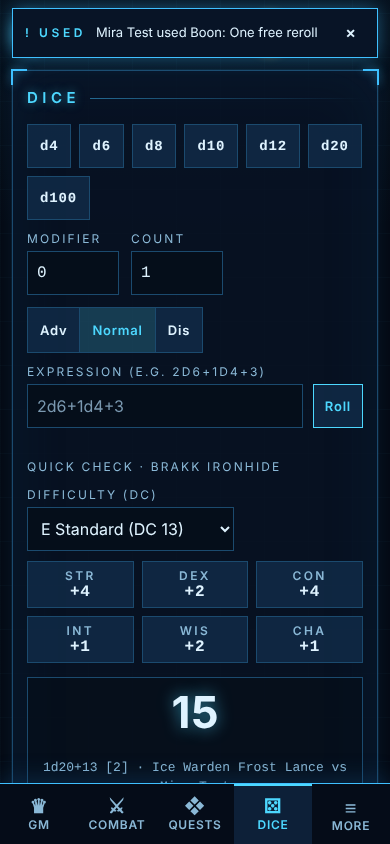 ! USED Mira Test used Boon: One free reroll ×
DICE
d4 d6 d8 d10 d12 d20
d100
MODIFIER COUNT
0 1
Adv Normal Dis
EXPRESSION (E.G. 2D6+1D4+3)
2d6+1d4+3 Roll
QUICK CHECK · BRAKK IRONHIDE
DIFFICULTY (DC)
E Standard (DC 13)
STR DEX CON
+4 +2 +4
INT WIS CHA
+1 +2 +1
15
1d20+13 [2] · Ice Warden Frost Lance vs
GM COMBAT QUESTS DICE MORE